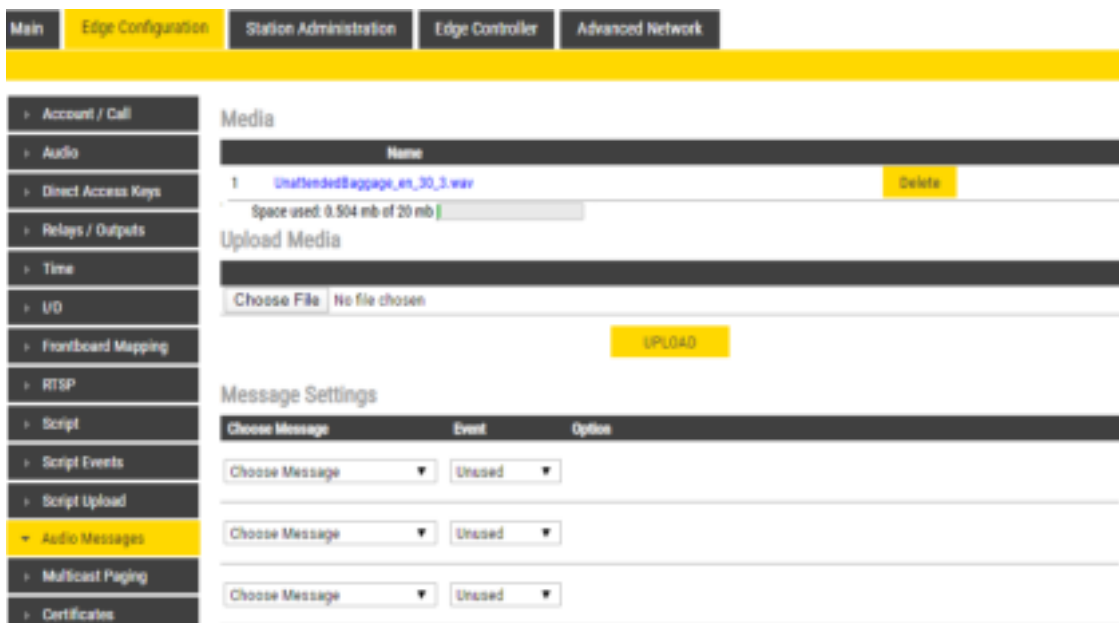 Main Edge Configuration Station Administration Edge Controller Advanced Network
Account / Call
Audio
Direct Access Keys
Relays / Outputs
Time
I/O
Frontboard Mapping
RTSP
Script
Script Events
Script Upload
Audio Messages
Multicast Paging
Certificates
Media
Name
1 UnattendedBaggage_en_30_3.wav Delete
Space used: 0.504 mb of 20 mb
Upload Media
Choose File No file chosen
UPLOAD
Message Settings
Choose Message Event Option
Choose Message Unused
Choose Message Unused
Choose Message Unused